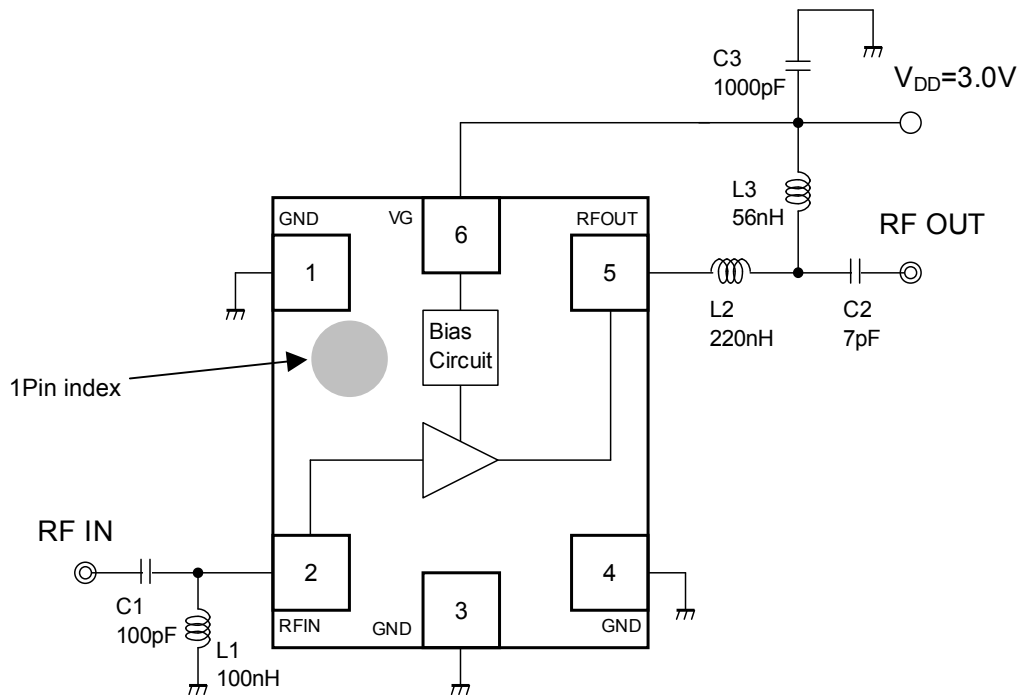 C3
1000pF
V_DD=3.0V
L3
56nH
RF OUT
GND
VG
6
RFOUT
1
5
L2
220nH
C2
7pF
Bias
Circuit
1Pin index
RF IN
2
4
C1
100pF
L1
100nH
RFIN
GND
3
GND